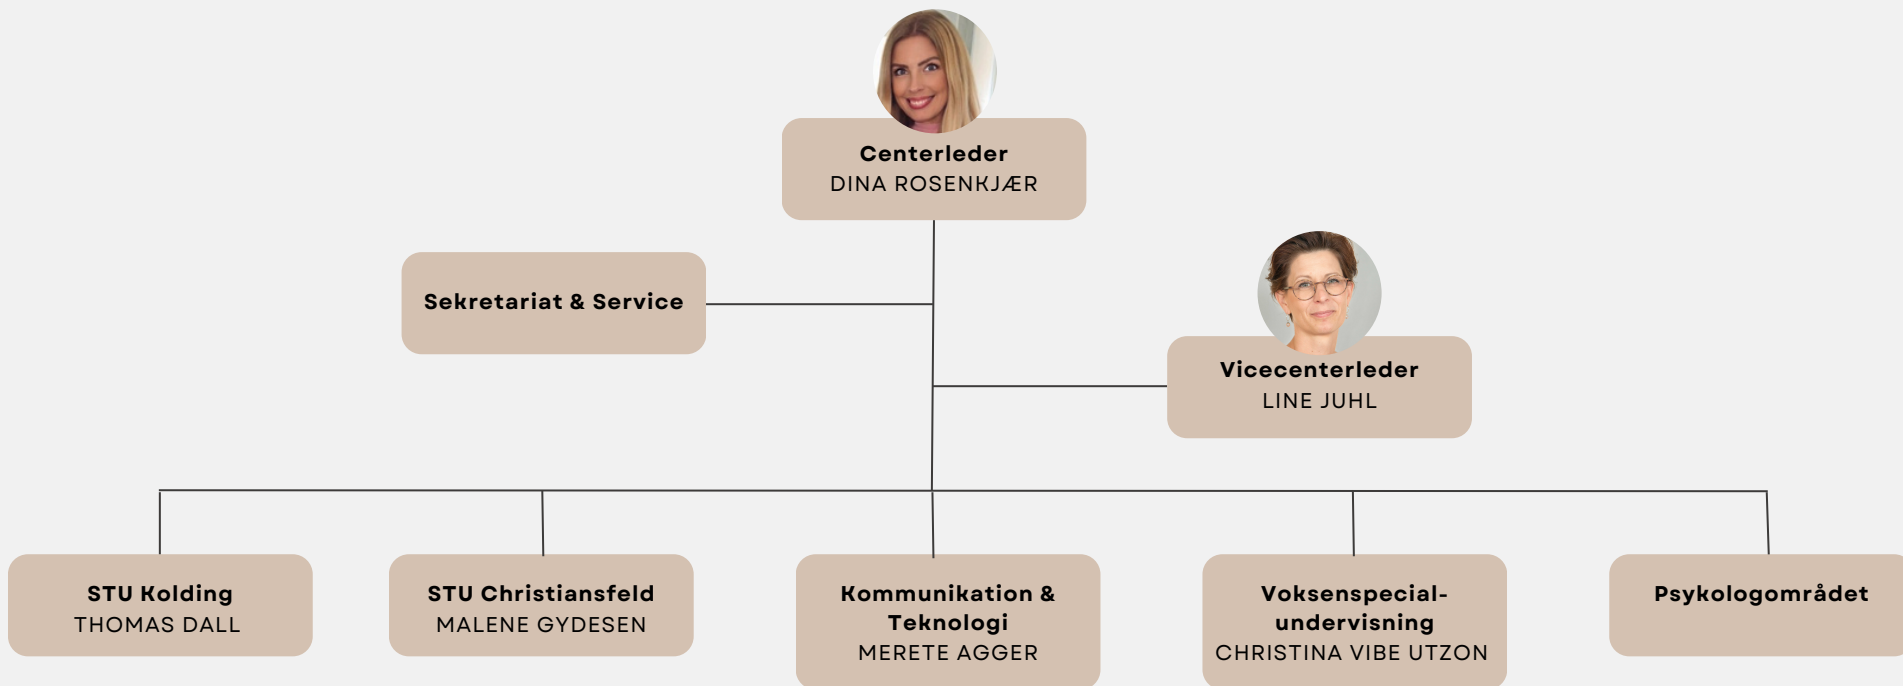 Centerleder
DINA ROSENKJÆR
Sekretariat & Service
Vicecenterleder
LINE JUHL
STU Kolding
THOMAS DALL
STU Christiansfeld
MALENE GYDESEN
Kommunikation &
Teknologi
MERETE AGGER
Voksenspecial-
undervisning
CHRISTINA VIBE UTZON
Psykologområdet